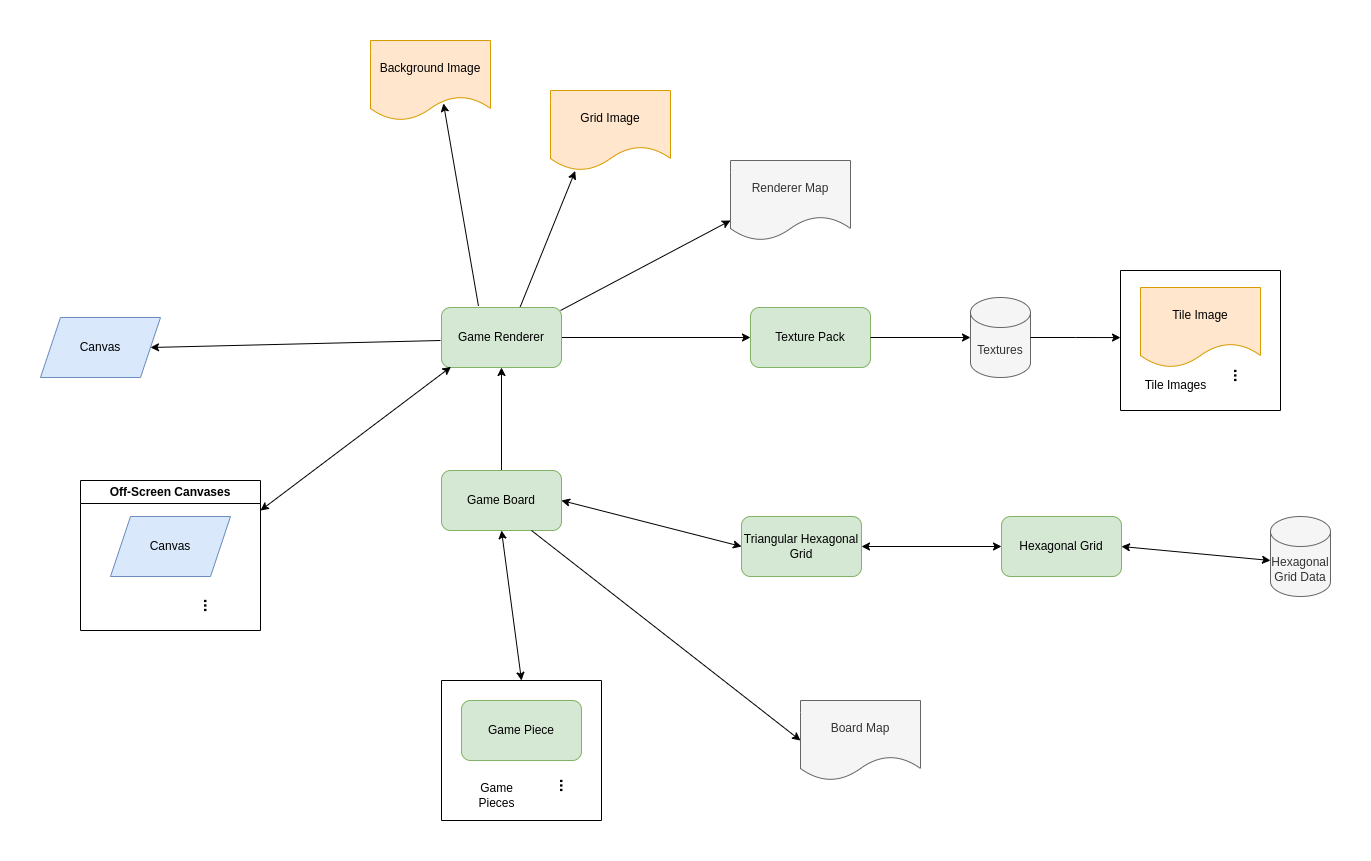 Background Image
Grid Image
Renderer Map
Canvas
Game Renderer
Texture Pack
Textures
Tile Image
Tile Images
Off-Screen Canvases
Canvas
Game Board
Triangular Hexagonal
Grid
Hexagonal Grid
Hexagonal
Grid Data
Game Piece
Game
Pieces
Board Map